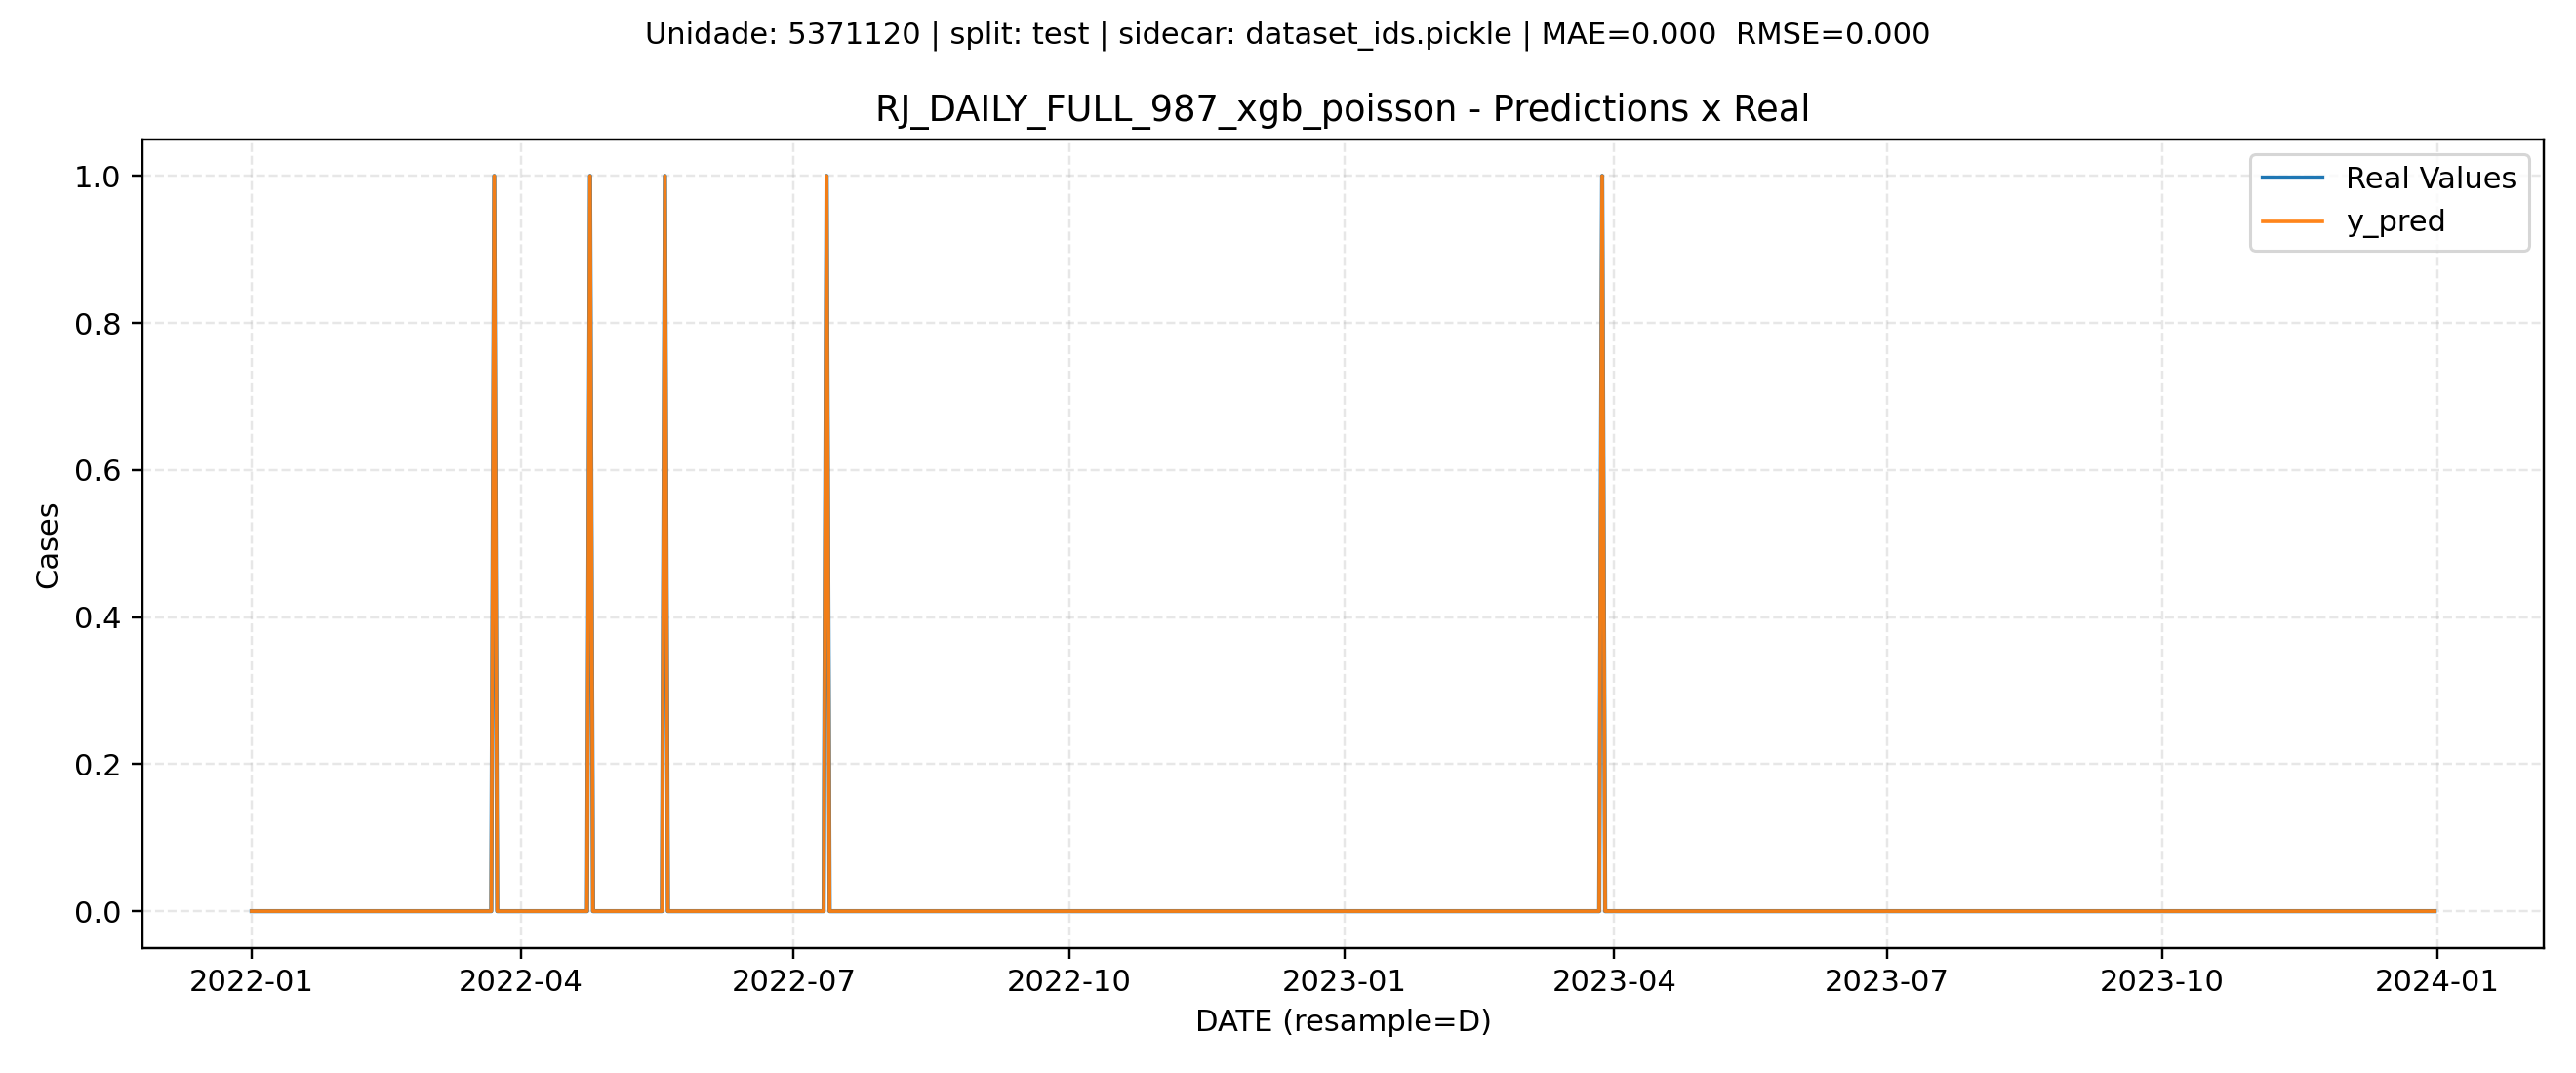 Unidade: 5371120 | split: test | sidecar: dataset_ids.pickle | MAE=0.000  RMSE=0.000
RJ_DAILY_FULL_987_xgb_poisson - Predictions x Real
Real Values
y_pred
Cases
1.0
0.8
0.6
0.4
0.2
0.0
2022-01 2022-04 2022-07 2022-10 2023-01 2023-04 2023-07 2023-10 2024-01
DATE (resample=D)